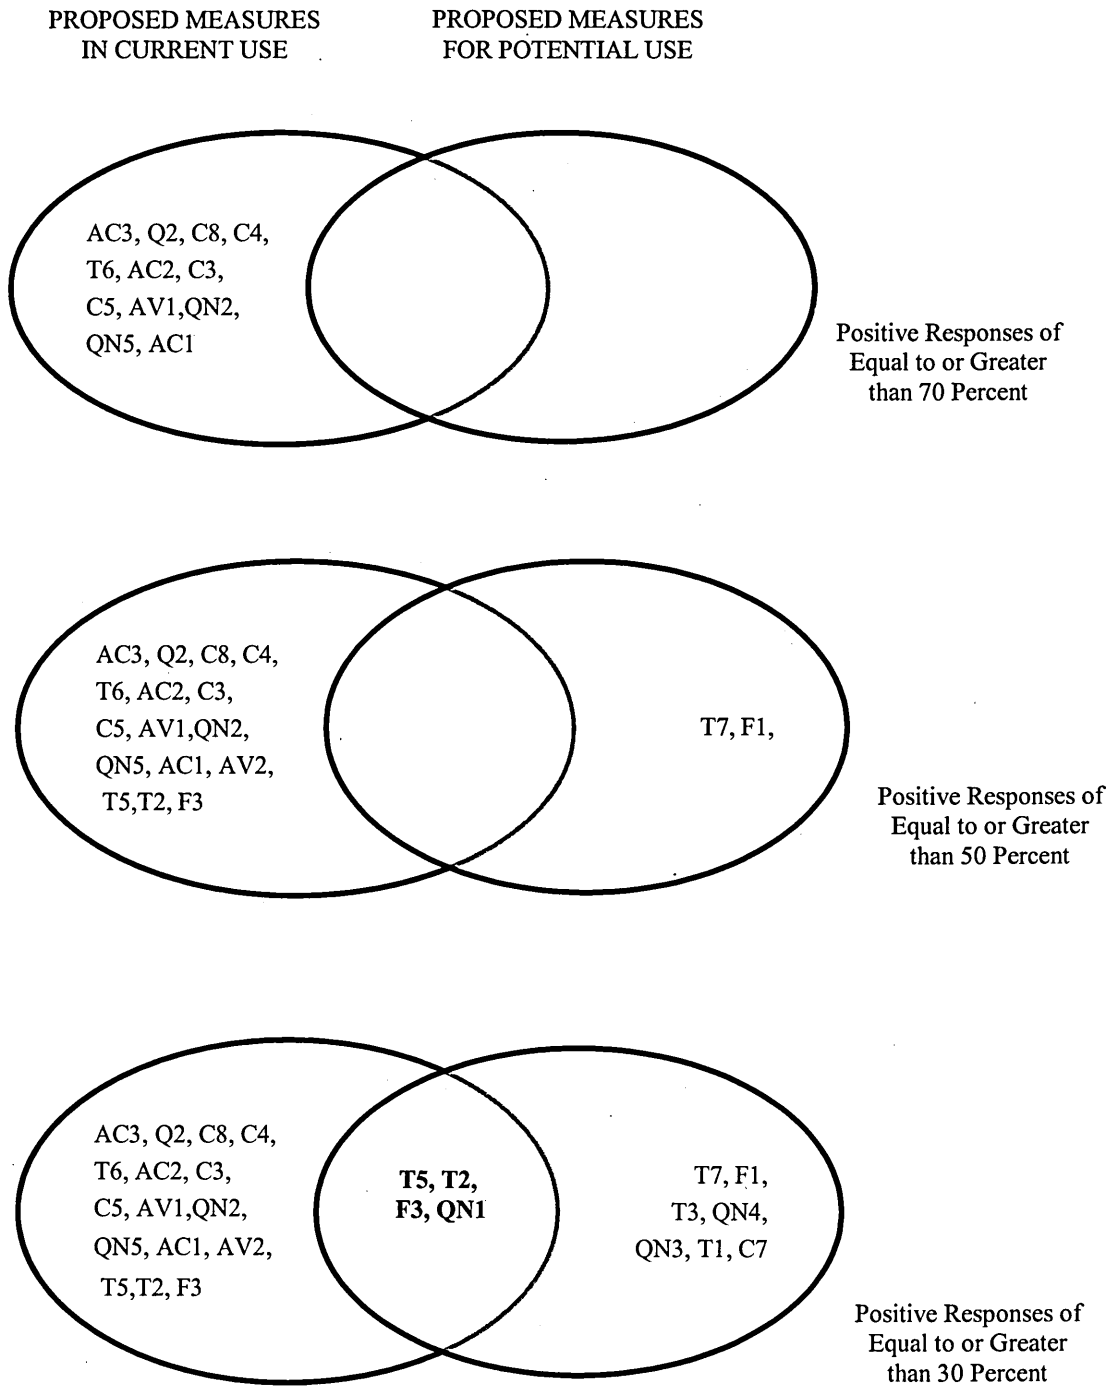 PROPOSED MEASURES
IN CURRENT USE
PROPOSED MEASURES
FOR POTENTIAL USE
AC3, Q2, C8, C4,
T6, AC2, C3,
C5, AV1,QN2,
QN5, AC1
Positive Responses of
Equal to or Greater
than 70 Percent
AC3, Q2, C8, C4,
T6, AC2, C3,
C5, AV1,QN2,
QN5, AC1, AV2,
T5,T2, F3
T7, F1,
Positive Responses of
Equal to or Greater
than 50 Percent
AC3, Q2, C8, C4,
T6, AC2, C3,
C5, AV1,QN2,
QN5, AC1, AV2,
T5,T2, F3
T5, T2,
F3, QN1
T7, F1,
T3, QN4,
QN3, T1, C7
Positive Responses of
Equal to or Greater
than 30 Percent